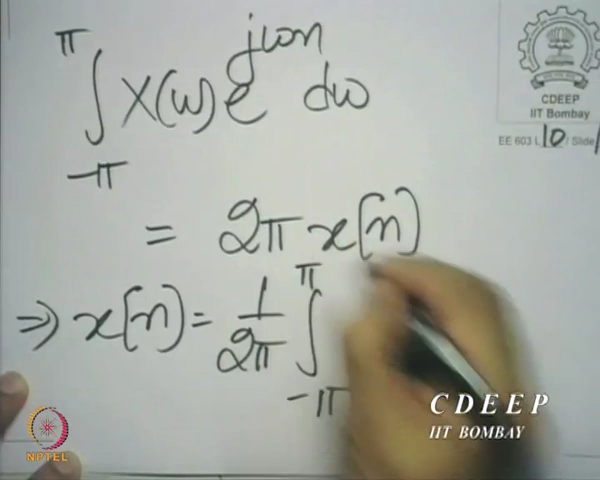 π
∫ X(ω) e^{jωn} dω
-π
= 2π x[n]
π
⇒ x[n] = 1/2π ∫
-π
CDEEP
IIT Bombay
EE 603 L 10 / Slide
CDEEP
IIT BOMBAY
NPTEL